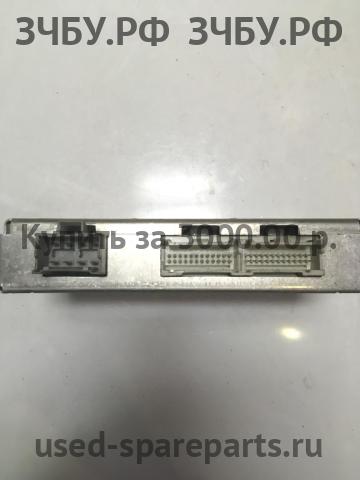 ЗЧБУ.РФ ЗЧБУ.РФ
Купить за 3000.00 р.
used-spareparts.ru